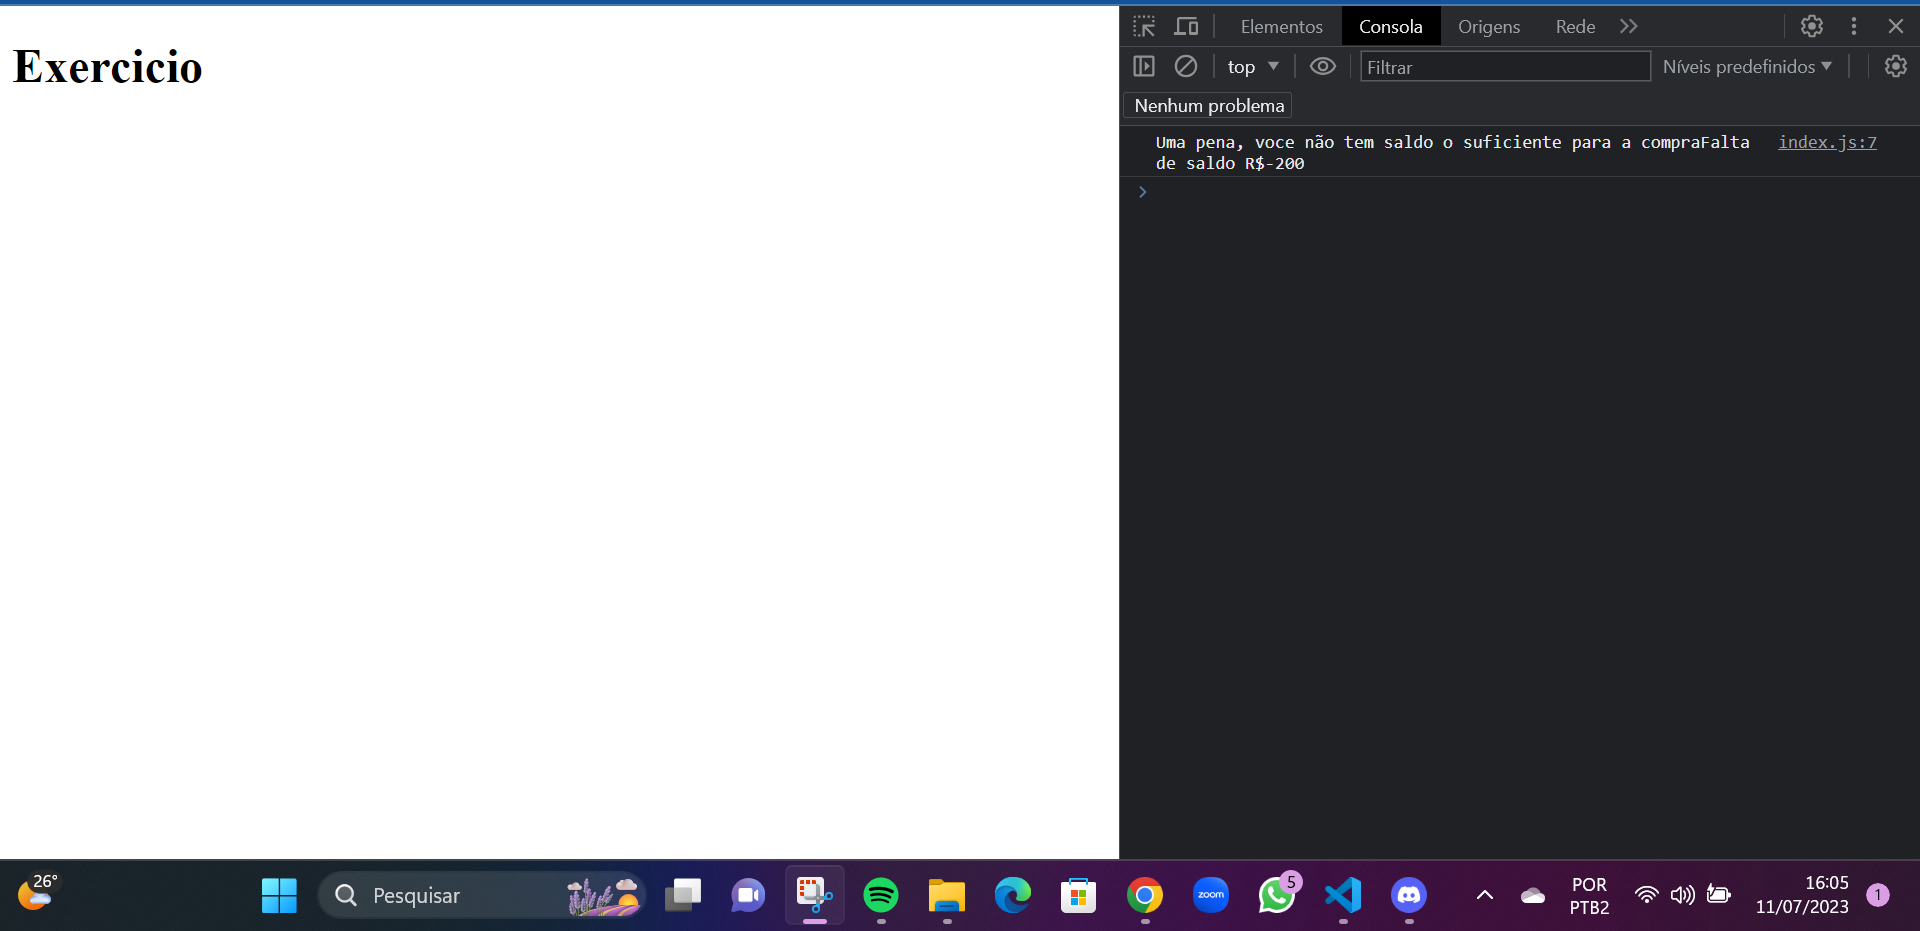 Exercicio
Elementos Consola Origens Rede
top Filtrar Níveis predefinidos
Nenhum problema
Uma pena, voce não tem saldo o suficiente para a compraFalta index.js:7
de saldo R$-200
26°
Pesquisar
zoom
5
POR
PTB2
16:05
11/07/2023
1